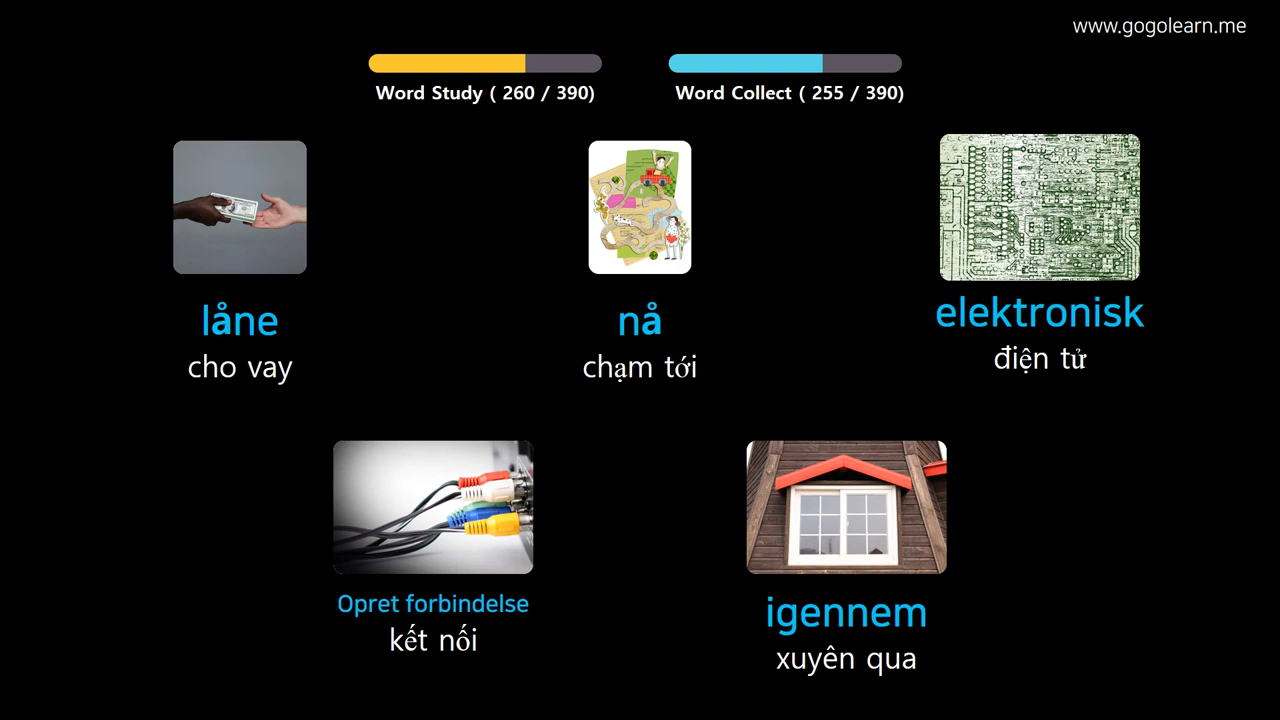 www.gogolearn.me
Word Study ( 260 / 390)
Word Collect ( 255 / 390)
låne
cho vay
nå
chạm tới
elektronisk
điện tử
Opret forbindelse
kết nối
igennem
xuyên qua